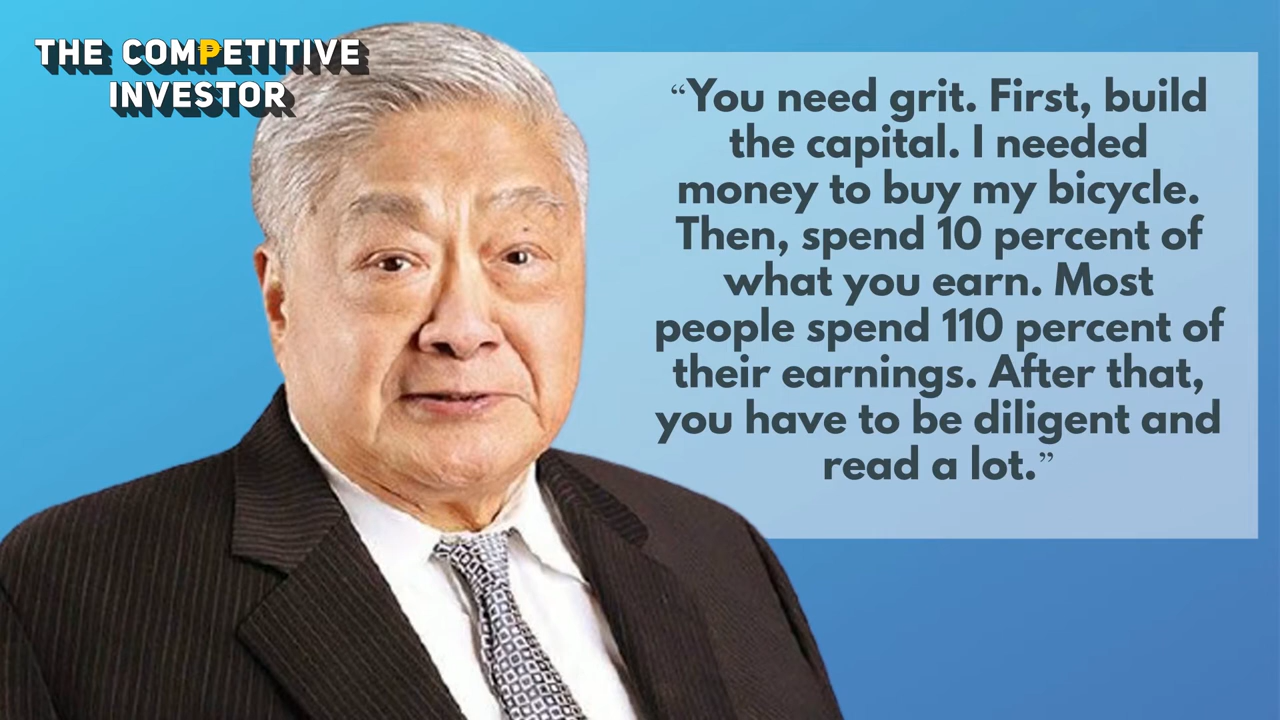 THE COMPETITIVE
INVESTOR
“You need grit. First, build
the capital. I needed
money to buy my bicycle.
Then, spend 10 percent of
what you earn. Most
people spend 110 percent of
their earnings. After that,
you have to be diligent and
read a lot.”